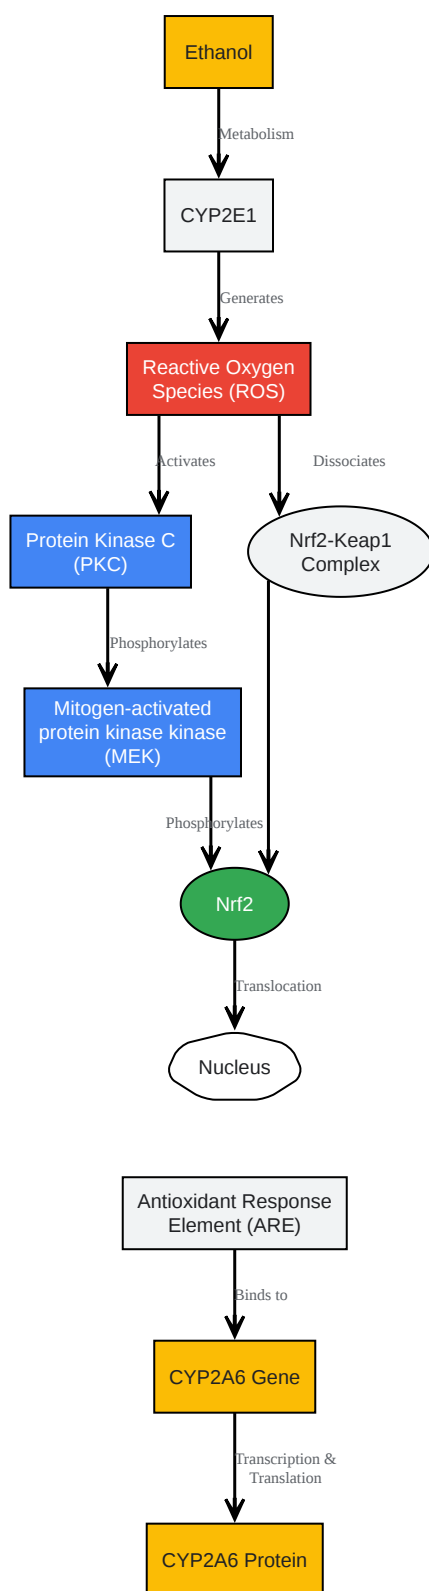 Ethanol
Metabolism
CYP2E1
Generates
Reactive Oxygen
Species (ROS)
Activates
Dissociates
Protein Kinase C
(PKC)
Nrf2-Keap1
Complex
Phosphorylates
Mitogen-activated
protein kinase kinase
(MEK)
Phosphorylates
Nrf2
Translocation
Nucleus
Antioxidant Response
Element (ARE)
Binds to
CYP2A6 Gene
Transcription &
Translation
CYP2A6 Protein